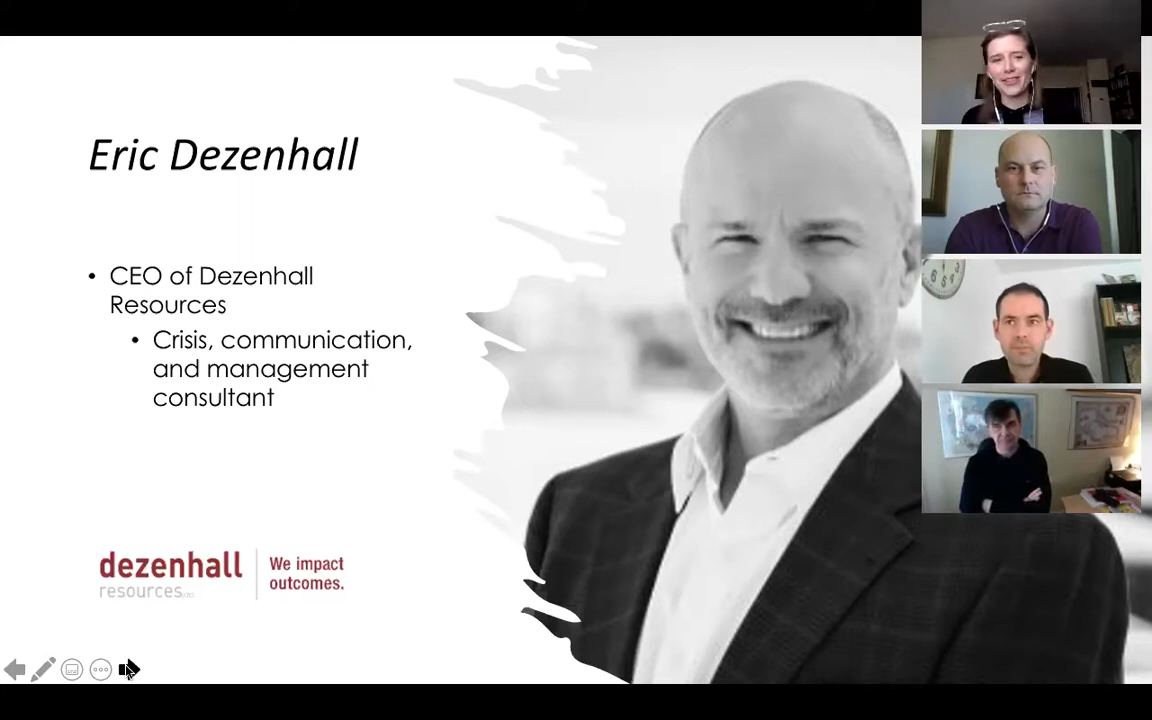 Eric Dezenhall
• CEO of Dezenhall
Resources
• Crisis, communication,
and management
consultant
dezenhall
resources
We impact
outcomes.